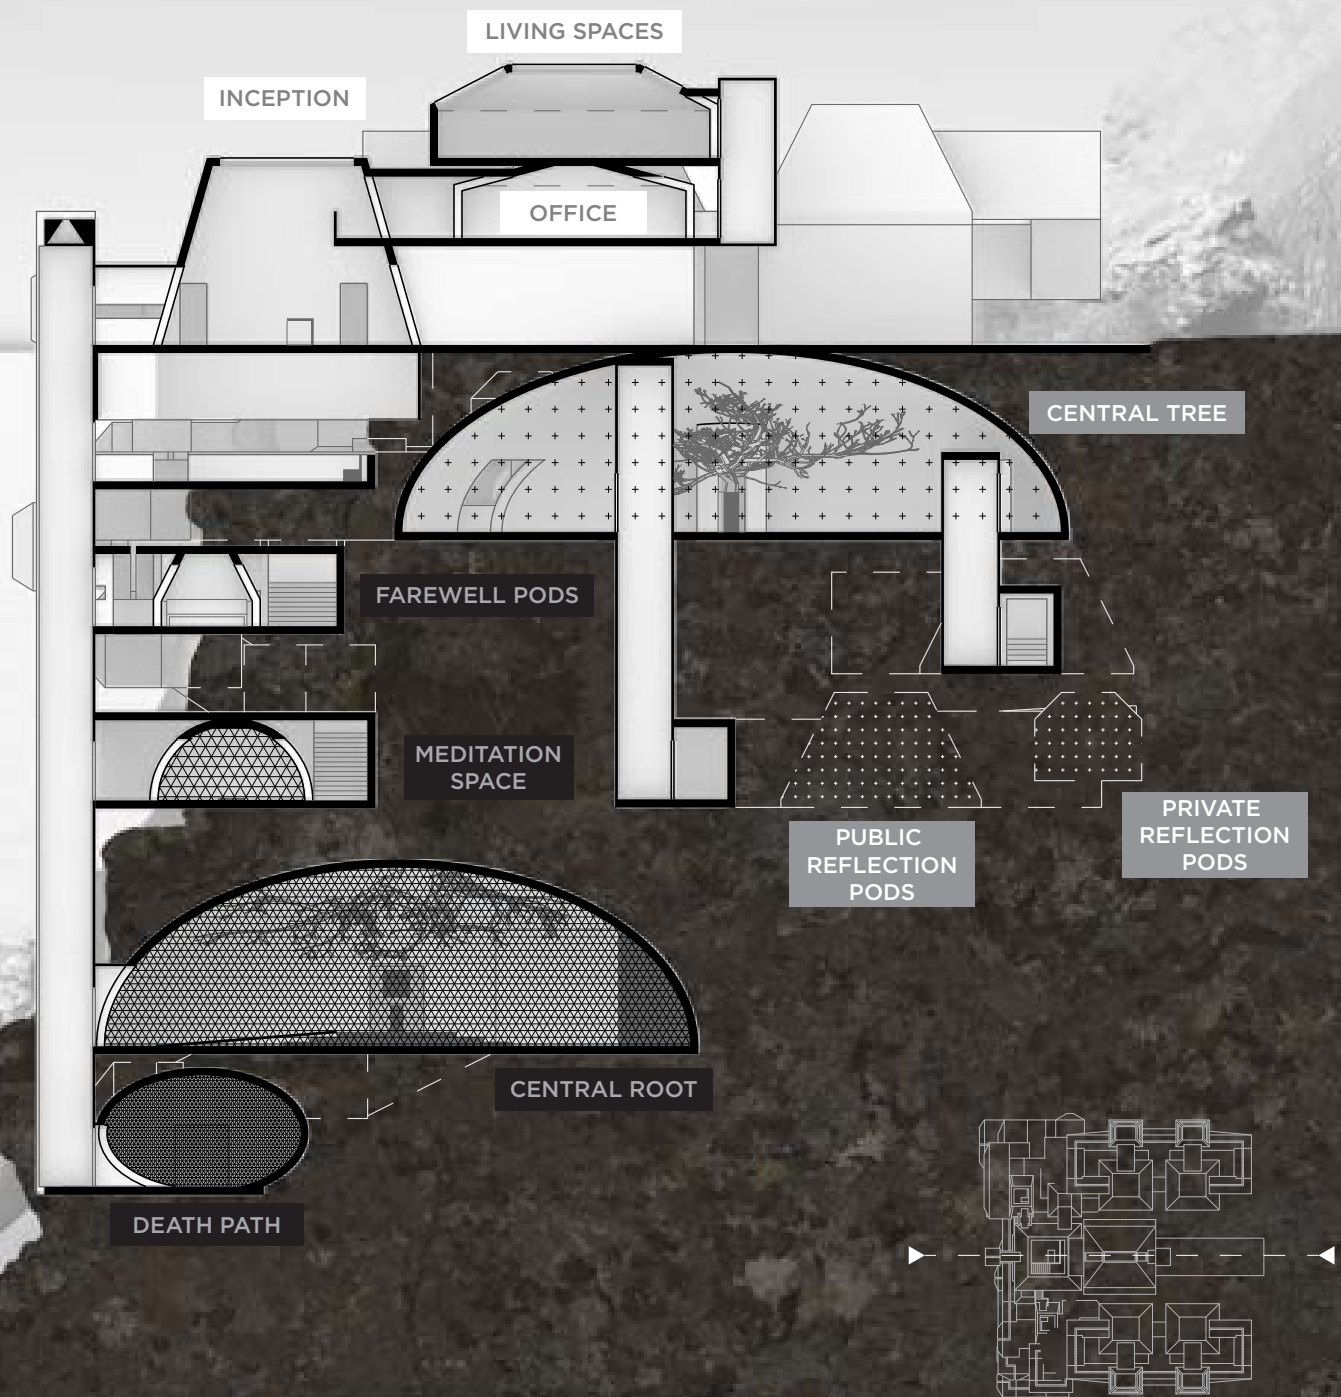 LIVING SPACES
INCEPTION
OFFICE
CENTRAL TREE
FAREWELL PODS
MEDITATION
SPACE
PRIVATE
REFLECTION
PODS
PUBLIC
REFLECTION
PODS
CENTRAL ROOT
DEATH PATH